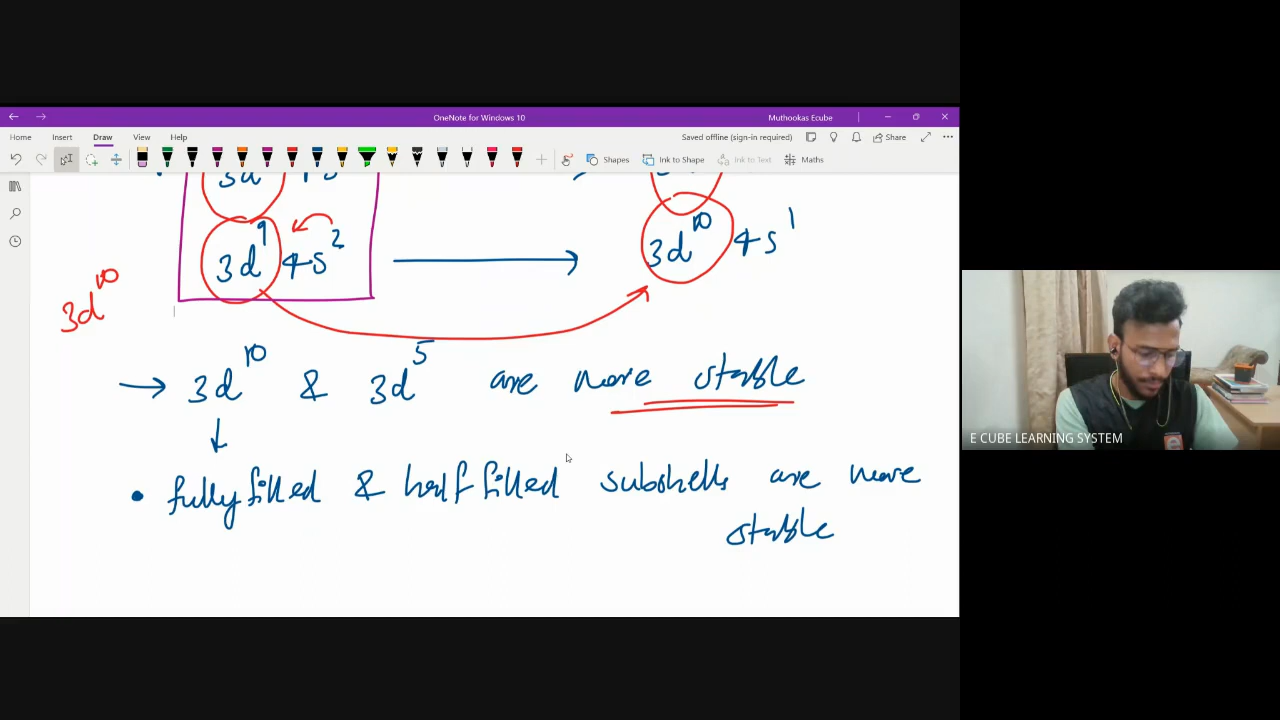 OneNote for Windows 10
Muthookas Ecube
Home Insert Draw View Help
Saved offline (sign-in required)
Share
Shapes
Ink to Shape
Ink to Text
Maths
3d⁹ 4s²
3d¹⁰ 4s¹
3d¹⁰
→ 3d¹⁰ & 3d⁵ are more stable
• fully filled & half filled subshells are more
stable
E CUBE LEARNING SYSTEM